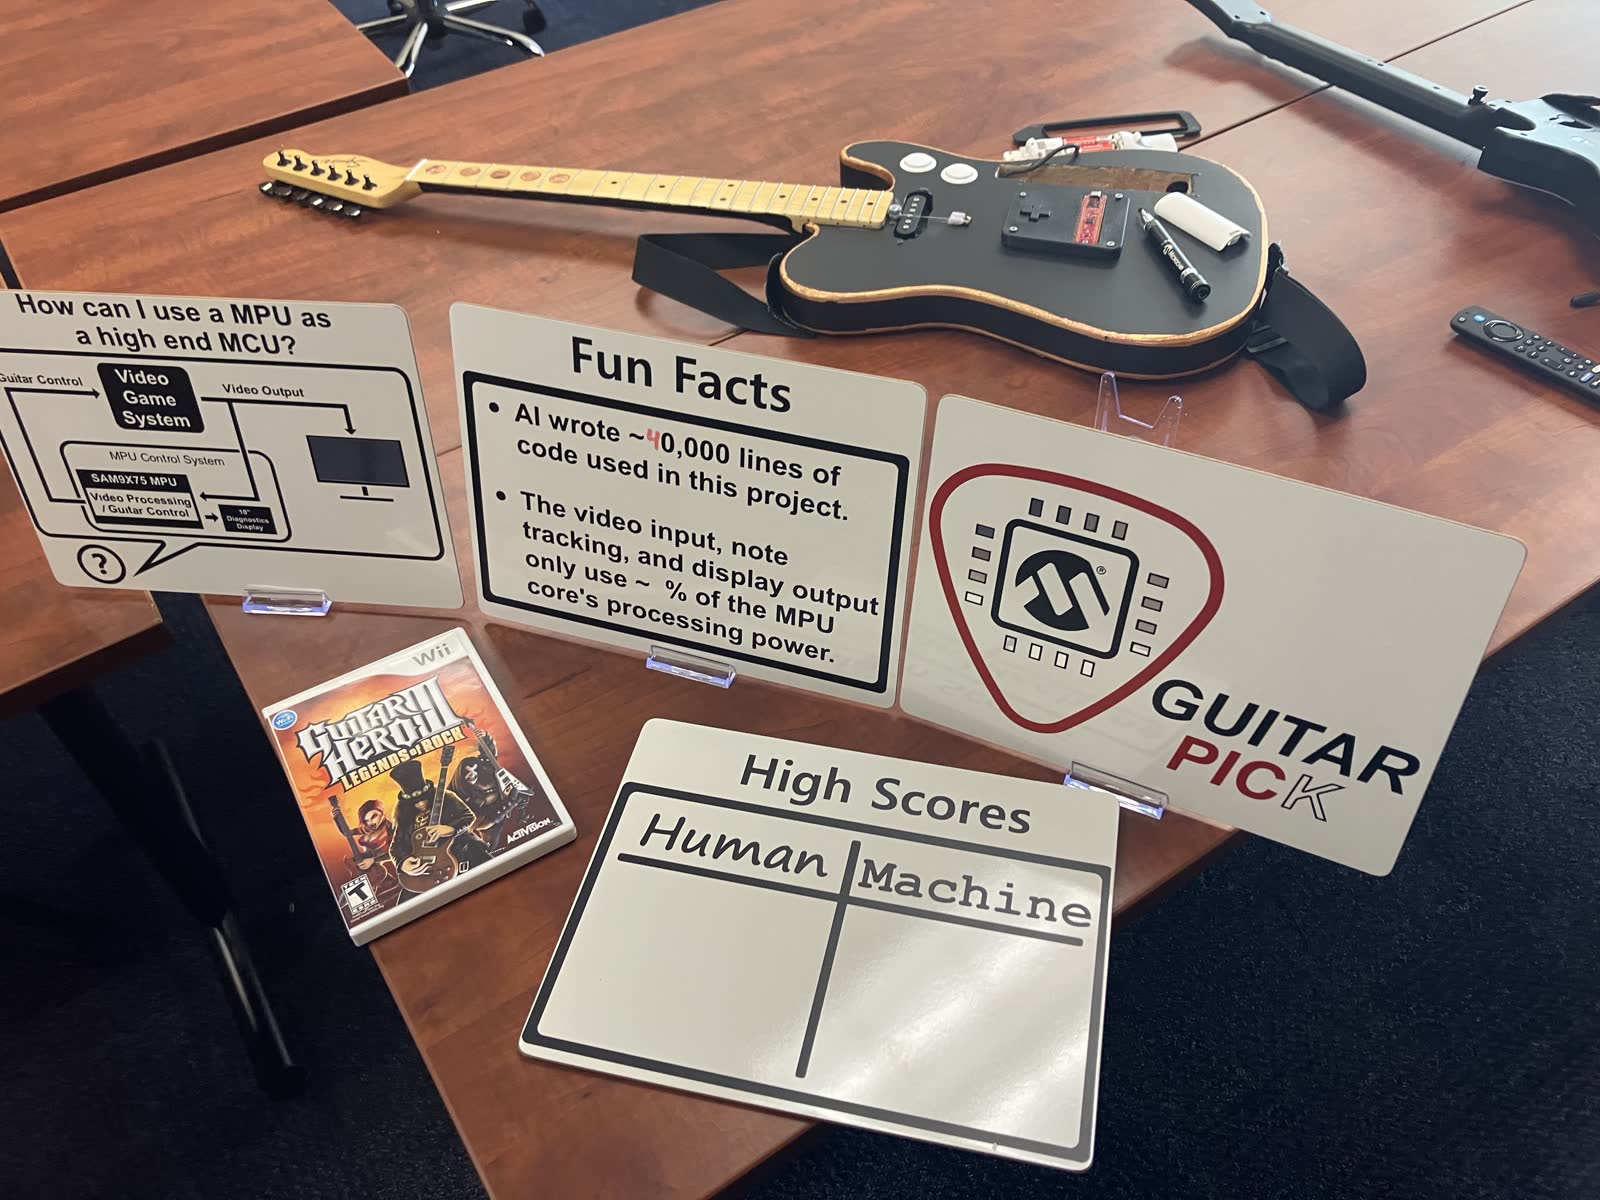 How can I use a MPU as
a high end MCU?
Guitar Control
Video
Game
System
Video Output
MPU Control System
SAM9X75 MPU
Video Processing
/ Guitar Control
10"
Diagnostics
Display
?
Fun Facts
• AI wrote ~40,000 lines of
code used in this project.
• The video input, note
tracking, and display output
only use ~ % of the MPU
core's processing power.
®
GUITAR
PICK
Wii
GUITAR
HERO III
LEGENDS OF ROCK
ACTIVISION
TEEN
T
High Scores
Human
Machine